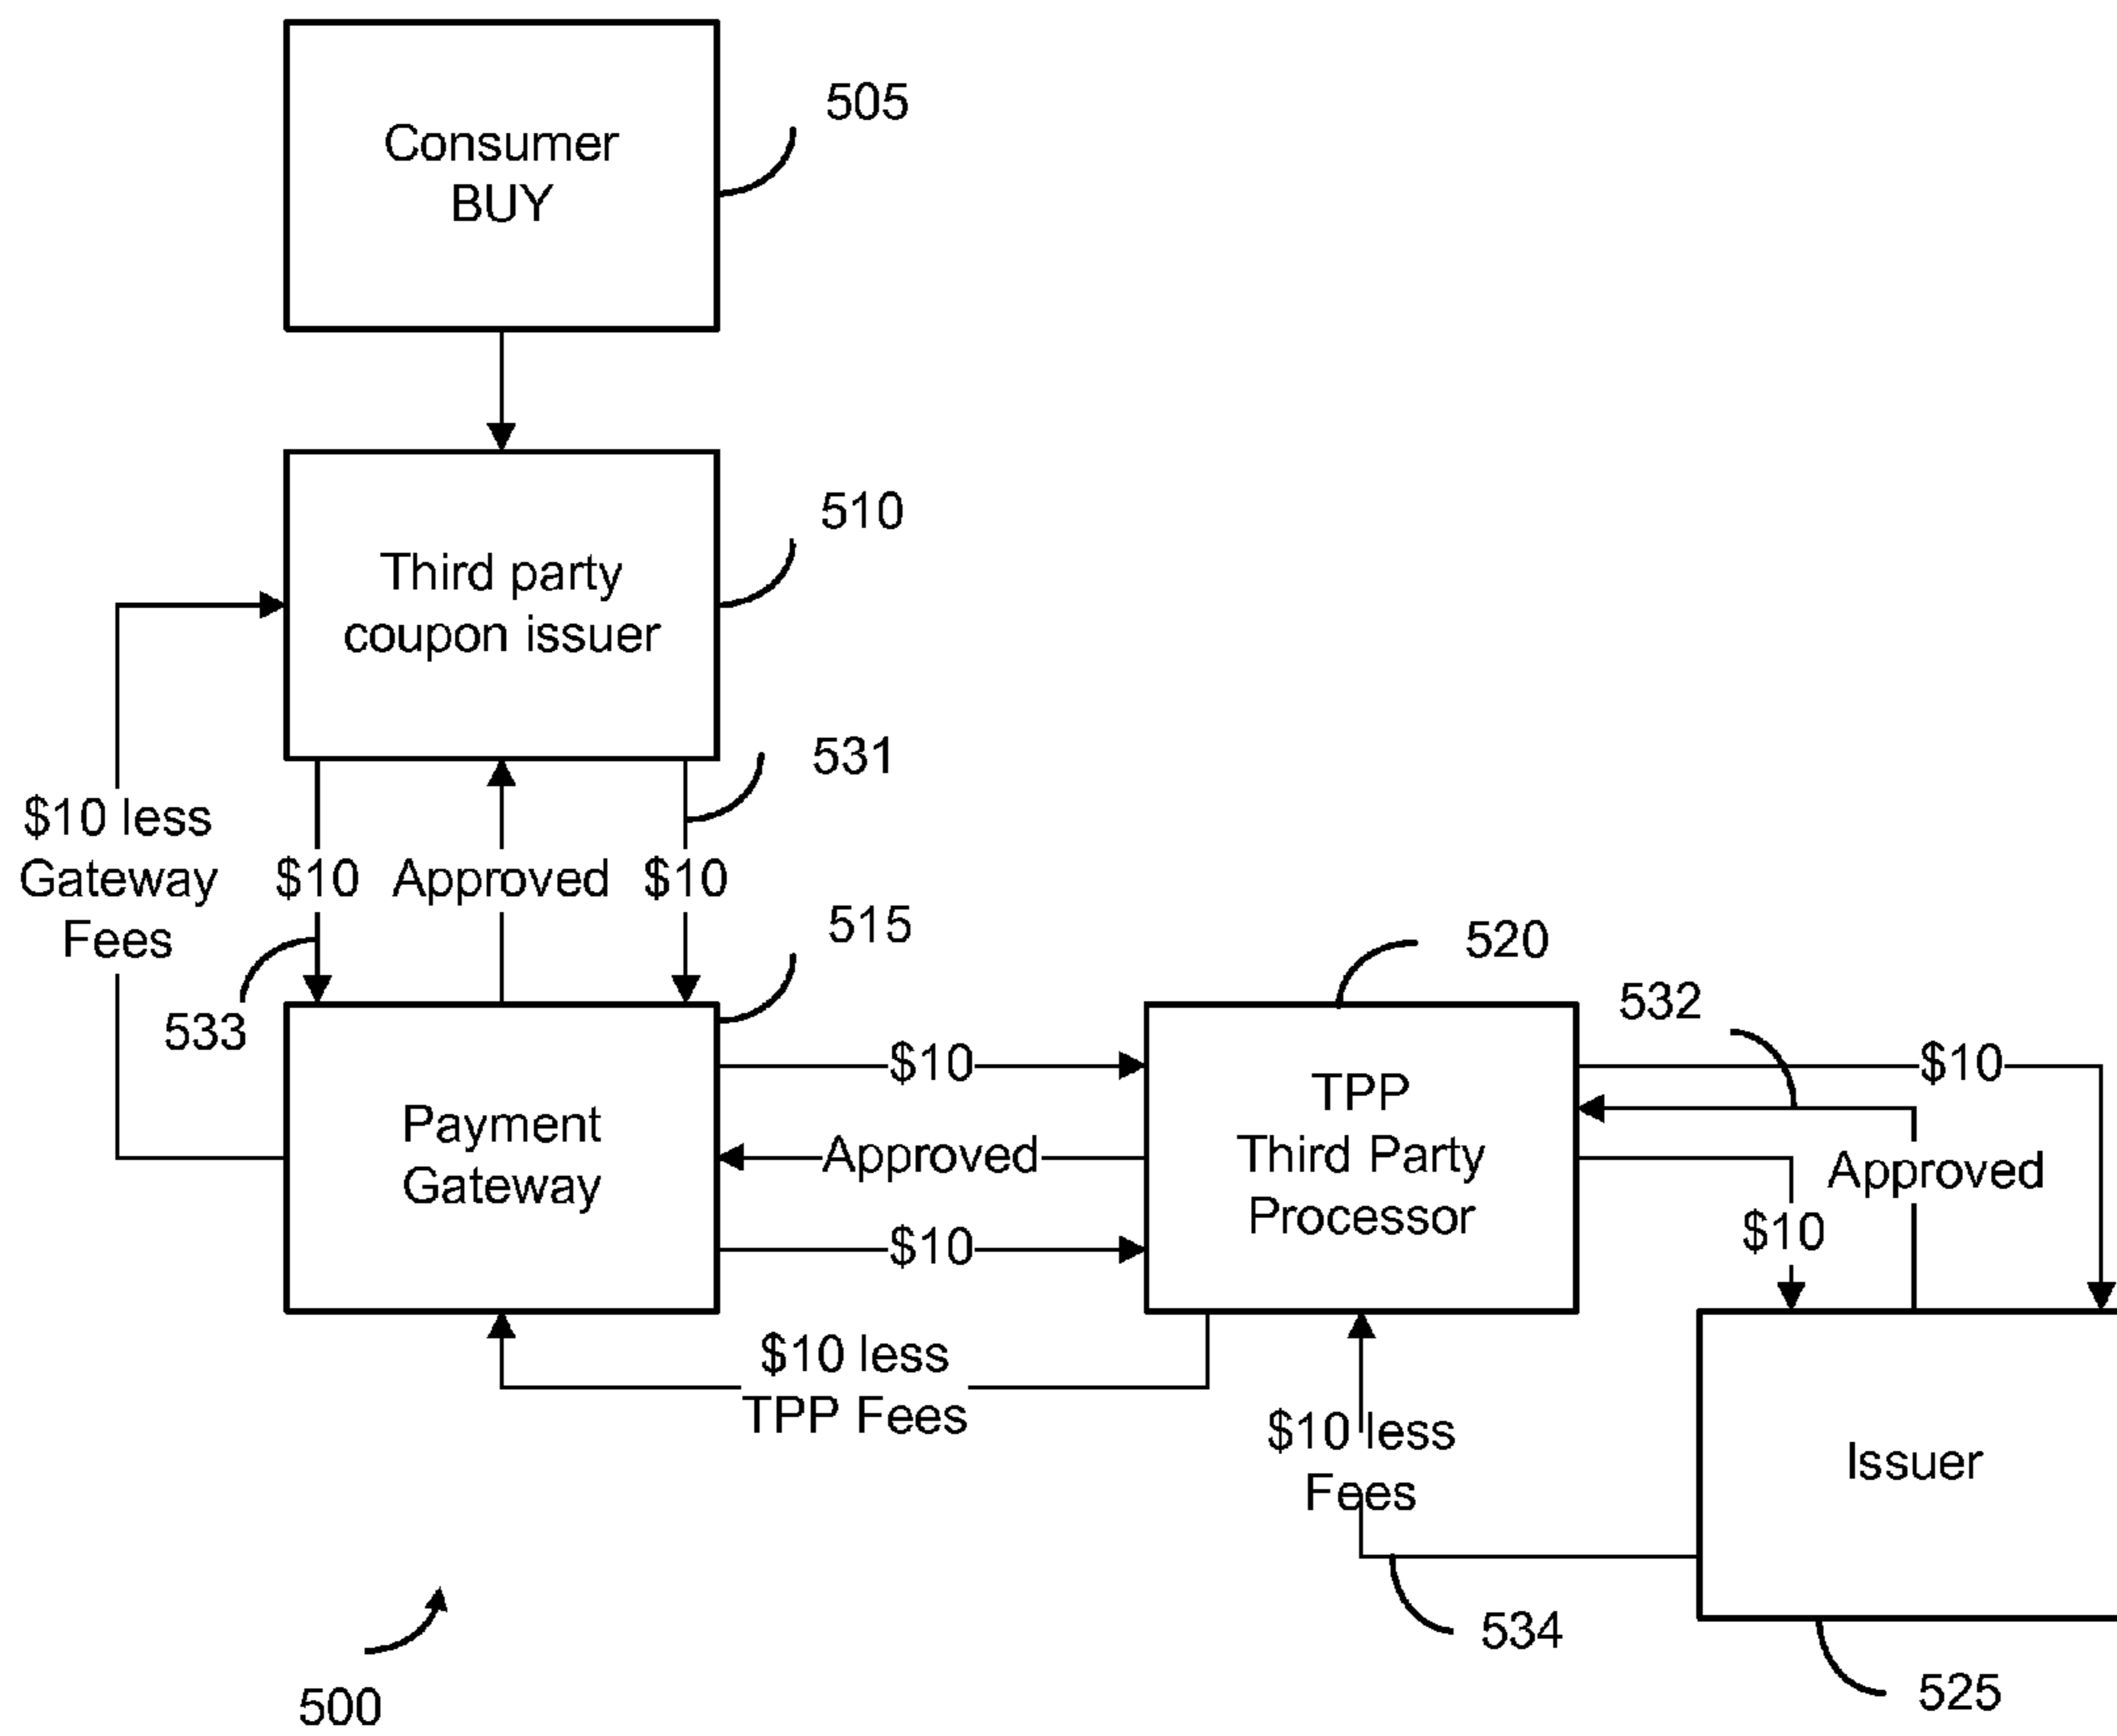 Consumer
BUY
505
Third party
coupon issuer
510
531
$10 less
Gateway
Fees
$10
Approved
$10
533
515
Payment
Gateway
$10
Approved
$10
520
TPP
Third Party
Processor
532
$10
Approved
$10
$10 less
TPP Fees
$10 less
Fees
Issuer
534
525
500